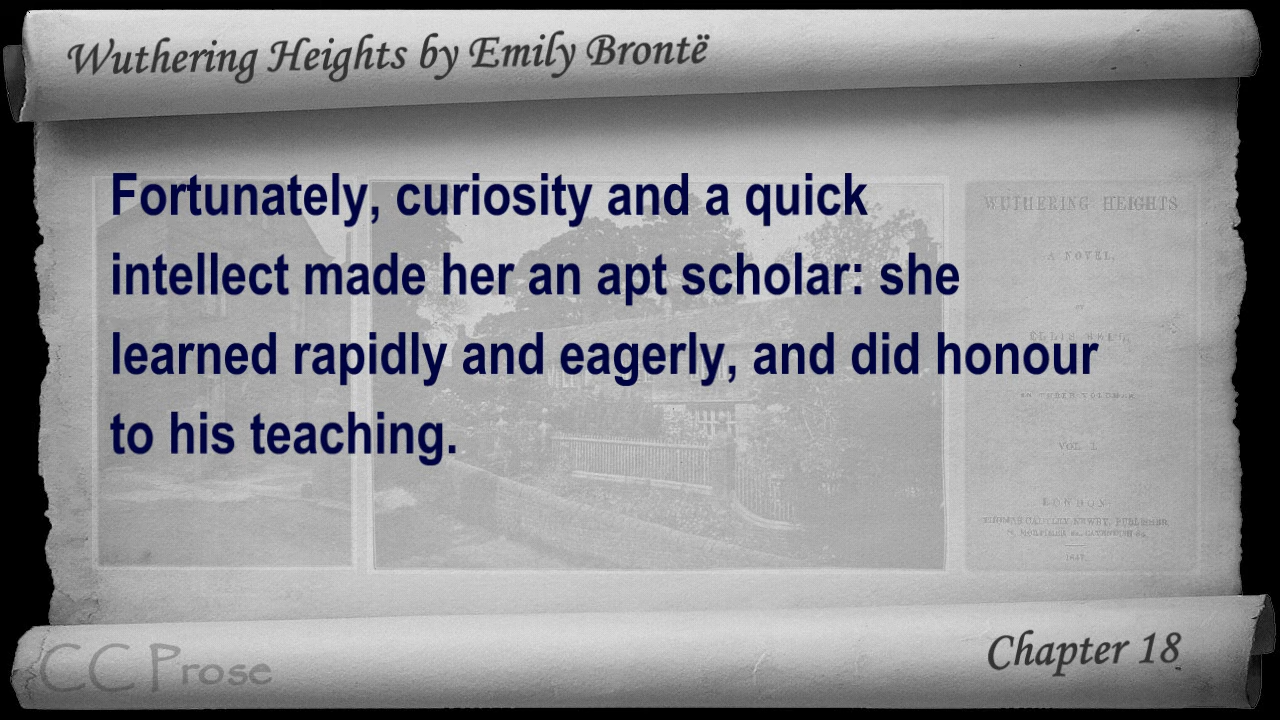 Wuthering Heights by Emily Brontë
Fortunately, curiosity and a quick
intellect made her an apt scholar: she
learned rapidly and eagerly, and did honour
to his teaching.
WUTHERING HEIGHTS
A NOVEL,
VOL. I.
LONDON:
1847.
Chapter 18
CC Prose